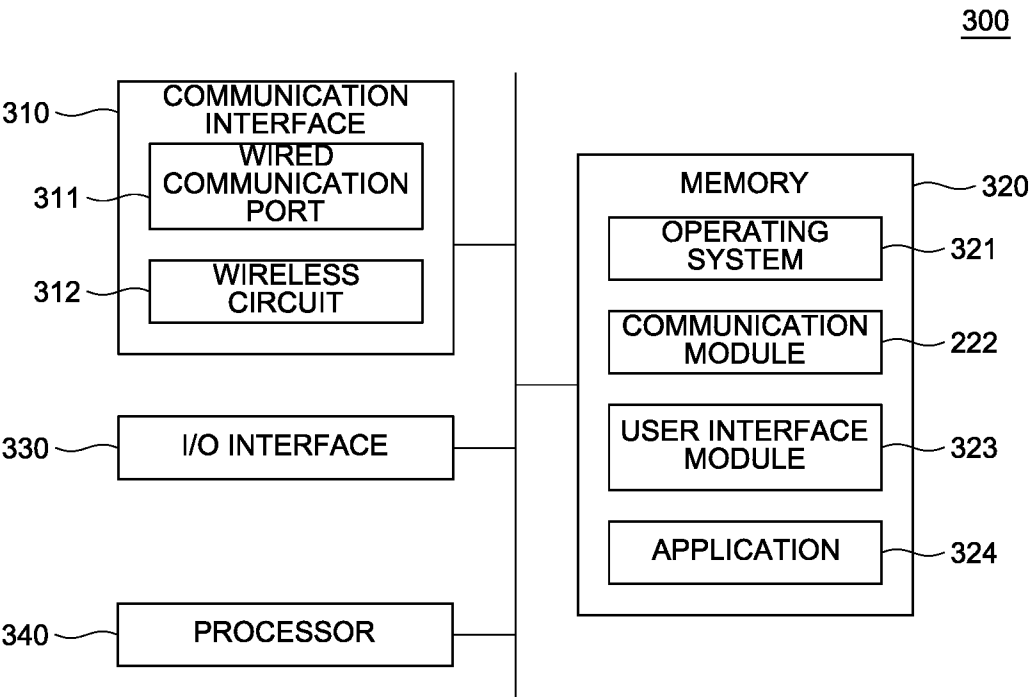 300
310
COMMUNICATION
INTERFACE
311
WIRED
COMMUNICATION
PORT
312
WIRELESS
CIRCUIT
330
I/O INTERFACE
340
PROCESSOR
MEMORY
320
OPERATING
SYSTEM
321
COMMUNICATION
MODULE
222
USER INTERFACE
MODULE
323
APPLICATION
324